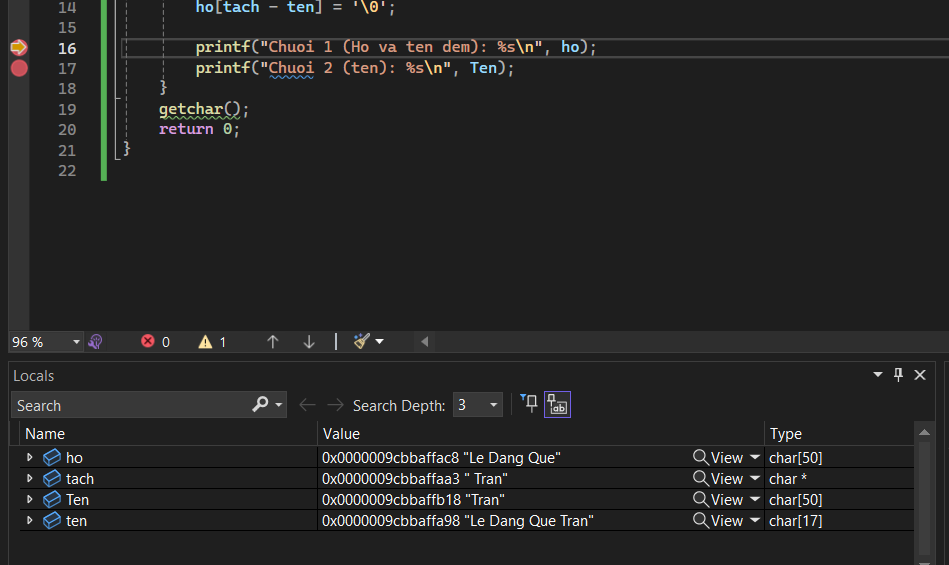 14 ho[tach - ten] = '\0';
15
16 printf("Chuoi 1 (Ho va ten dem): %s\n", ho);
17 printf("Chuoi 2 (ten): %s\n", Ten);
18 }
19 getchar();
20 return 0;
21 }
22
96 % 0 1
Locals
Search Search Depth: 3
Name Value Type
ho 0x0000009cbbaffac8 "Le Dang Que" View char[50]
tach 0x0000009cbbaffaa3 " Tran" View char *
Ten 0x0000009cbbaffb18 "Tran" View char[50]
ten 0x0000009cbbaffa98 "Le Dang Que Tran" View char[17]